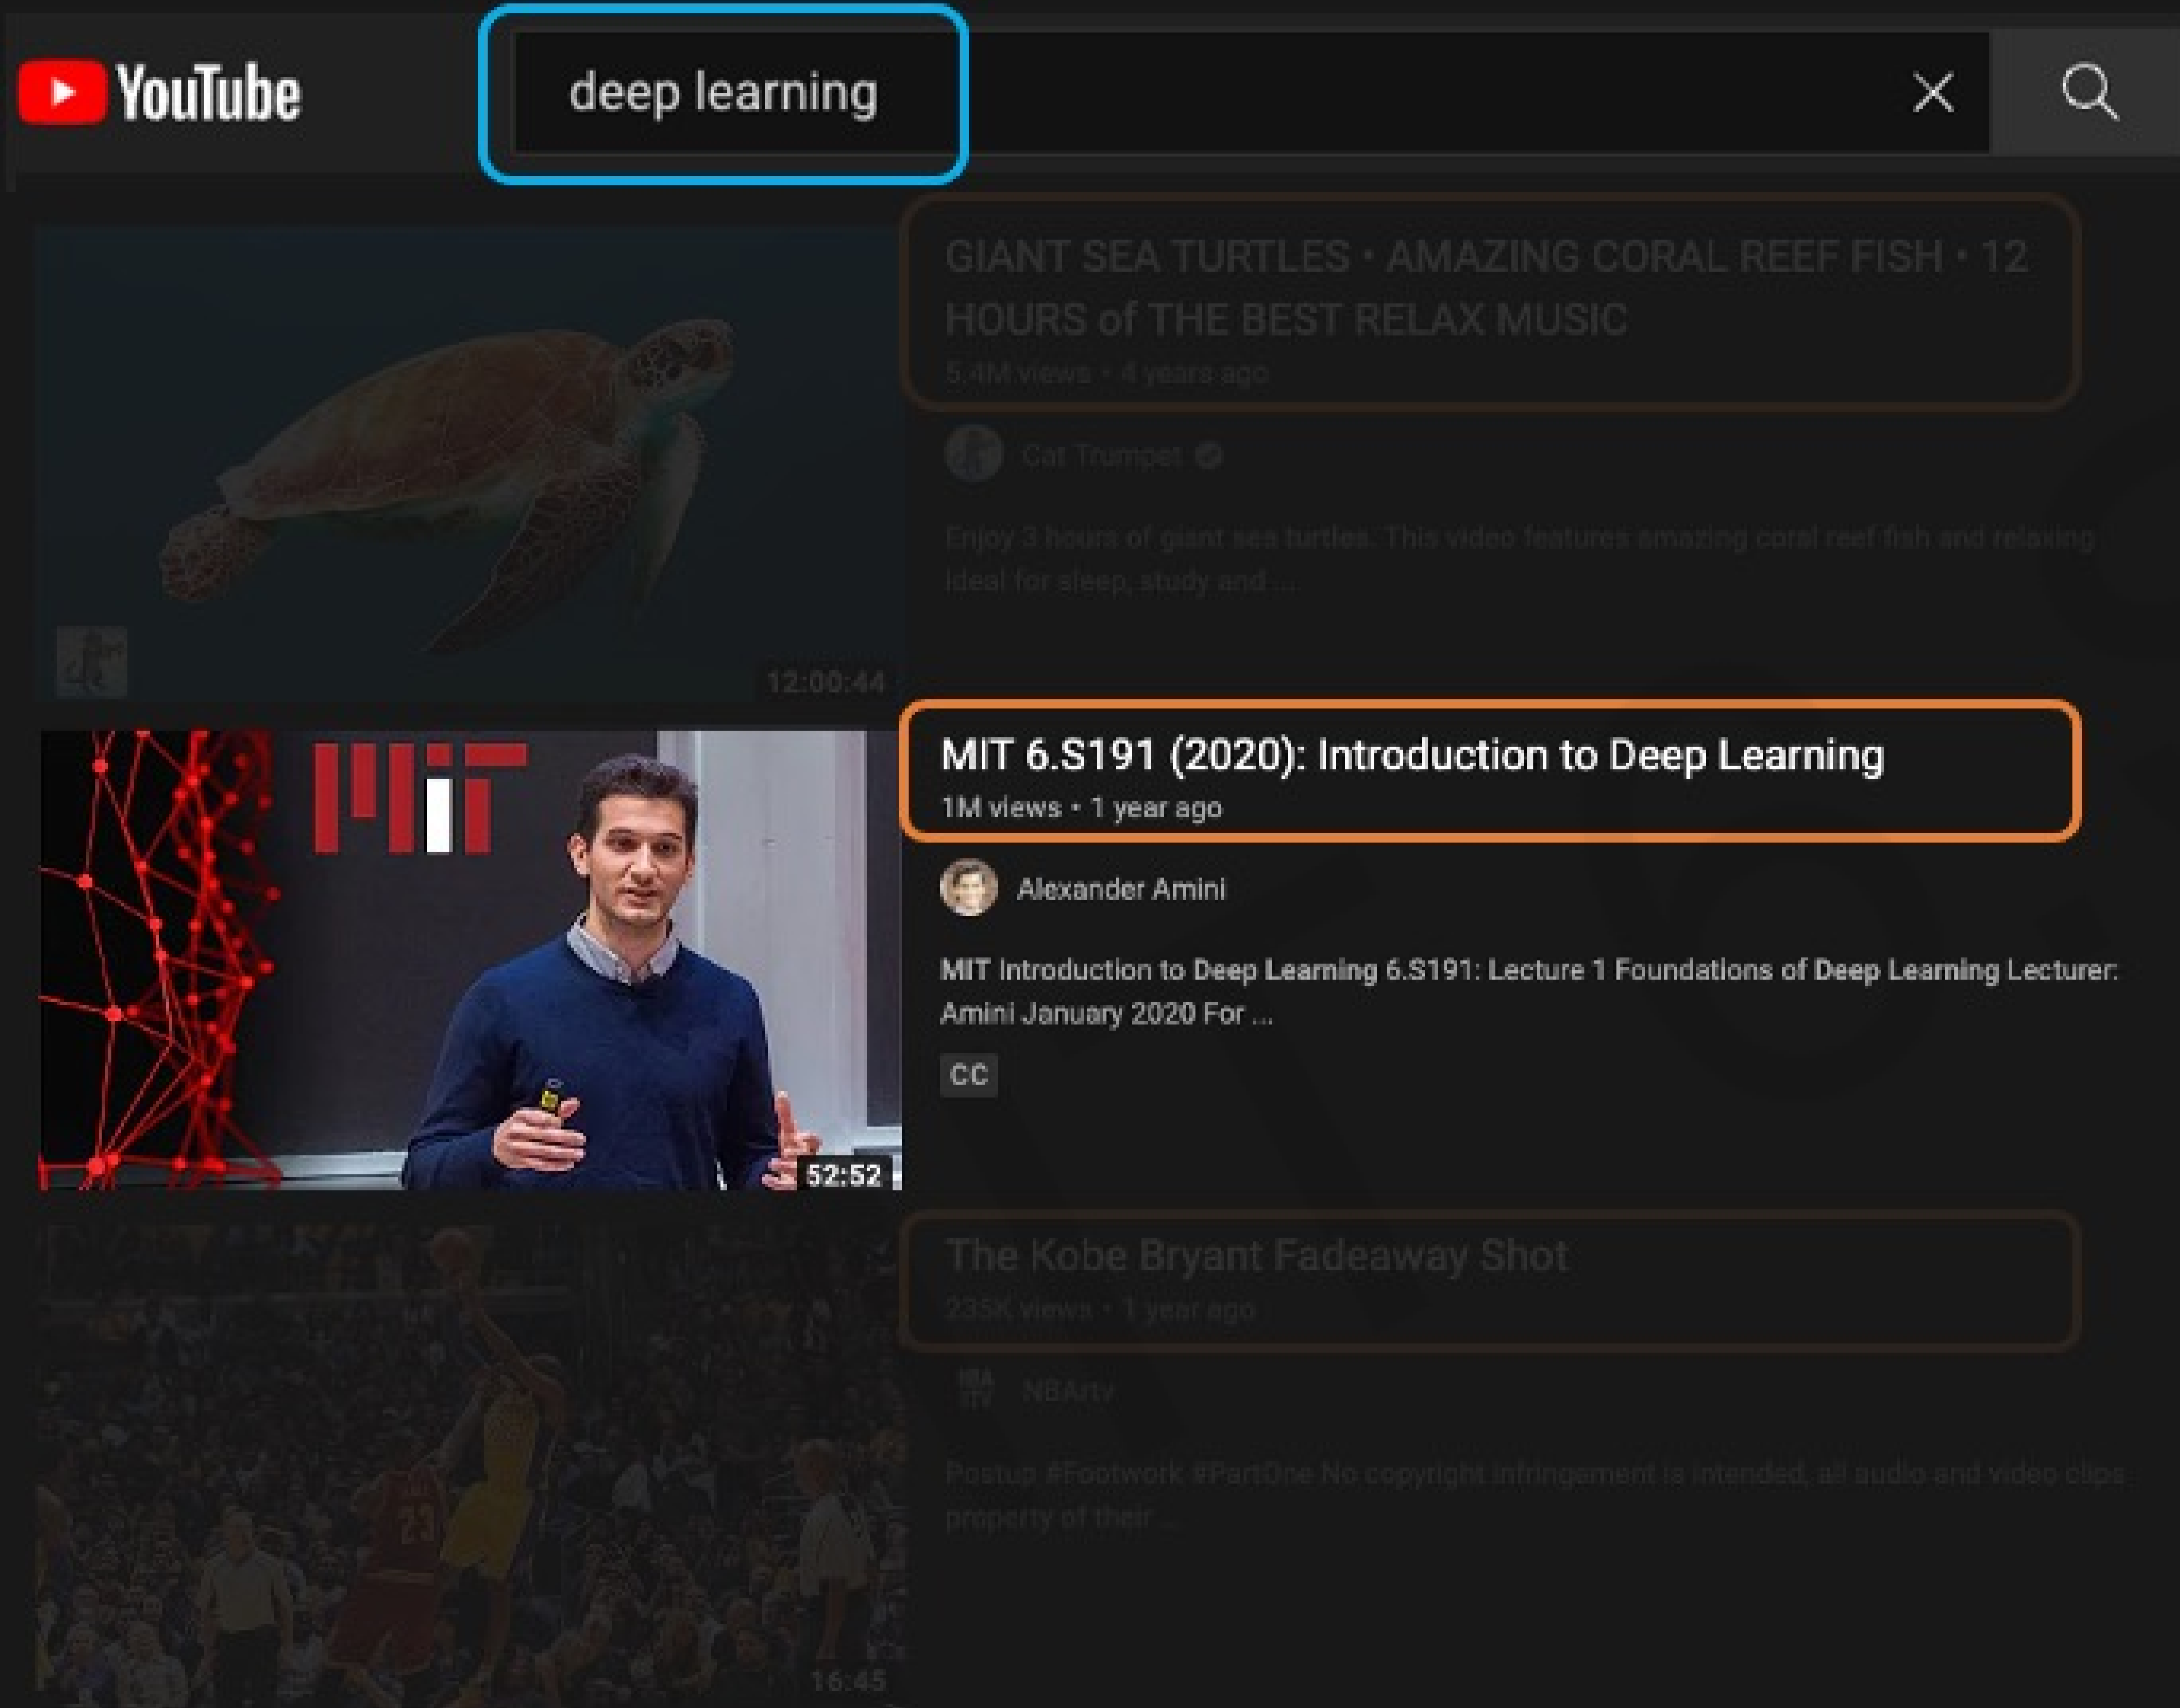 YouTube
deep learning
GIANT SEA TURTLES • AMAZING CORAL REEF FISH • 12
HOURS of THE BEST RELAX MUSIC
5.4M views • 4 years ago
Cat Trumpet
Enjoy 3 hours of giant sea turtles. This video features amazing coral reef fish and relaxing
ideal for sleep, study and ...
12:00:44
MiT
MIT 6.S191 (2020): Introduction to Deep Learning
1M views • 1 year ago
Alexander Amini
MIT Introduction to Deep Learning 6.S191: Lecture 1 Foundations of Deep Learning Lecturer:
Amini January 2020 For ...
CC
52:52
The Kobe Bryant Fadeaway Shot
235K views • 1 year ago
NBArtv
Postup #Footwork #PartOne No copyright infringement is intended, all audio and video clips
property of their ...
23
16:45